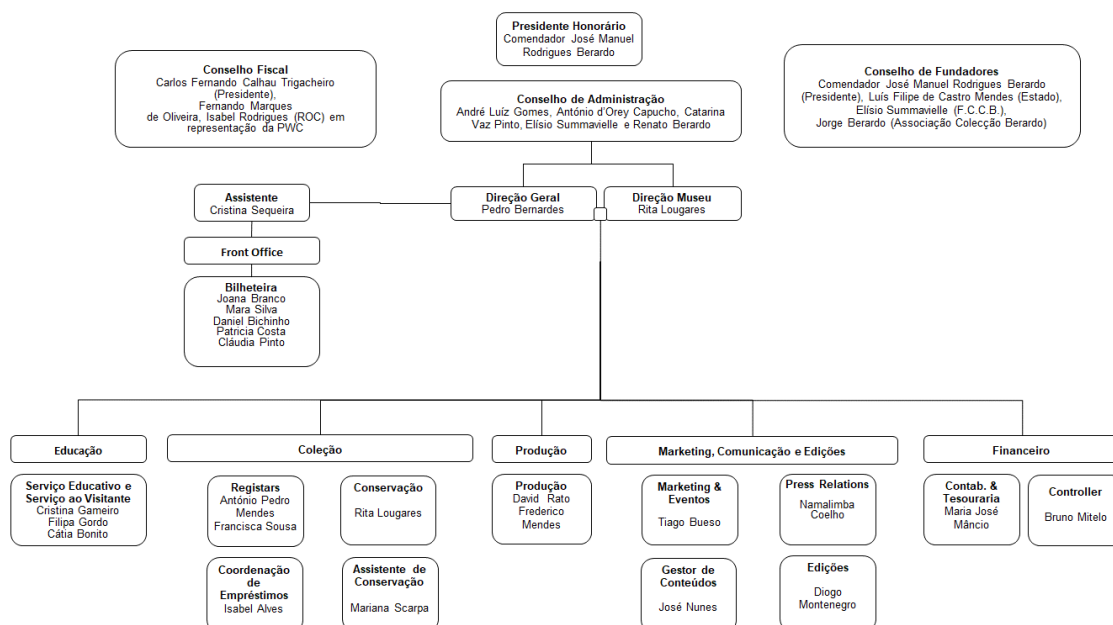 Presidente Honorário
Comendador José Manuel
Rodrigues Berardo
Conselho Fiscal
Carlos Fernando Calhau Trigacheiro
(Presidente),
Fernando Marques
de Oliveira, Isabel Rodrigues (ROC) em
representação da PWC
Conselho de Administração
André Luíz Gomes, António d'Orey Capucho, Catarina
Vaz Pinto, Elísio Summavielle e Renato Berardo
Conselho de Fundadores
Comendador José Manuel Rodrigues Berardo
(Presidente), Luís Filipe de Castro Mendes (Estado),
Elísio Summavielle (F.C.C.B.),
Jorge Berardo (Associação Colecção Berardo)
Assistente
Cristina Sequeira
Direção Geral
Pedro Bernardes
Direção Museu
Rita Lougares
Front Office
Bilheteira
Joana Branco
Mara Silva
Daniel Bichinho
Patricia Costa
Cláudia Pinto
Educação
Coleção
Produção
Marketing, Comunicação e Edições
Financeiro
Serviço Educativo e
Serviço ao Visitante
Cristina Gameiro
Filipa Gordo
Cátia Bonito
Registars
António Pedro
Mendes
Francisca Sousa
Conservação
Rita Lougares
Produção
David Rato
Frederico
Mendes
Marketing &
Eventos
Tiago Bueso
Press Relations
Namalimba
Coelho
Contab. &
Tesouraria
Maria José
Mâncio
Controller
Bruno Mitelo
Coordenação
de
Empréstimos
Isabel Alves
Assistente de
Conservação
Mariana Scarpa
Gestor de
Conteúdos
José Nunes
Edições
Diogo
Montenegro